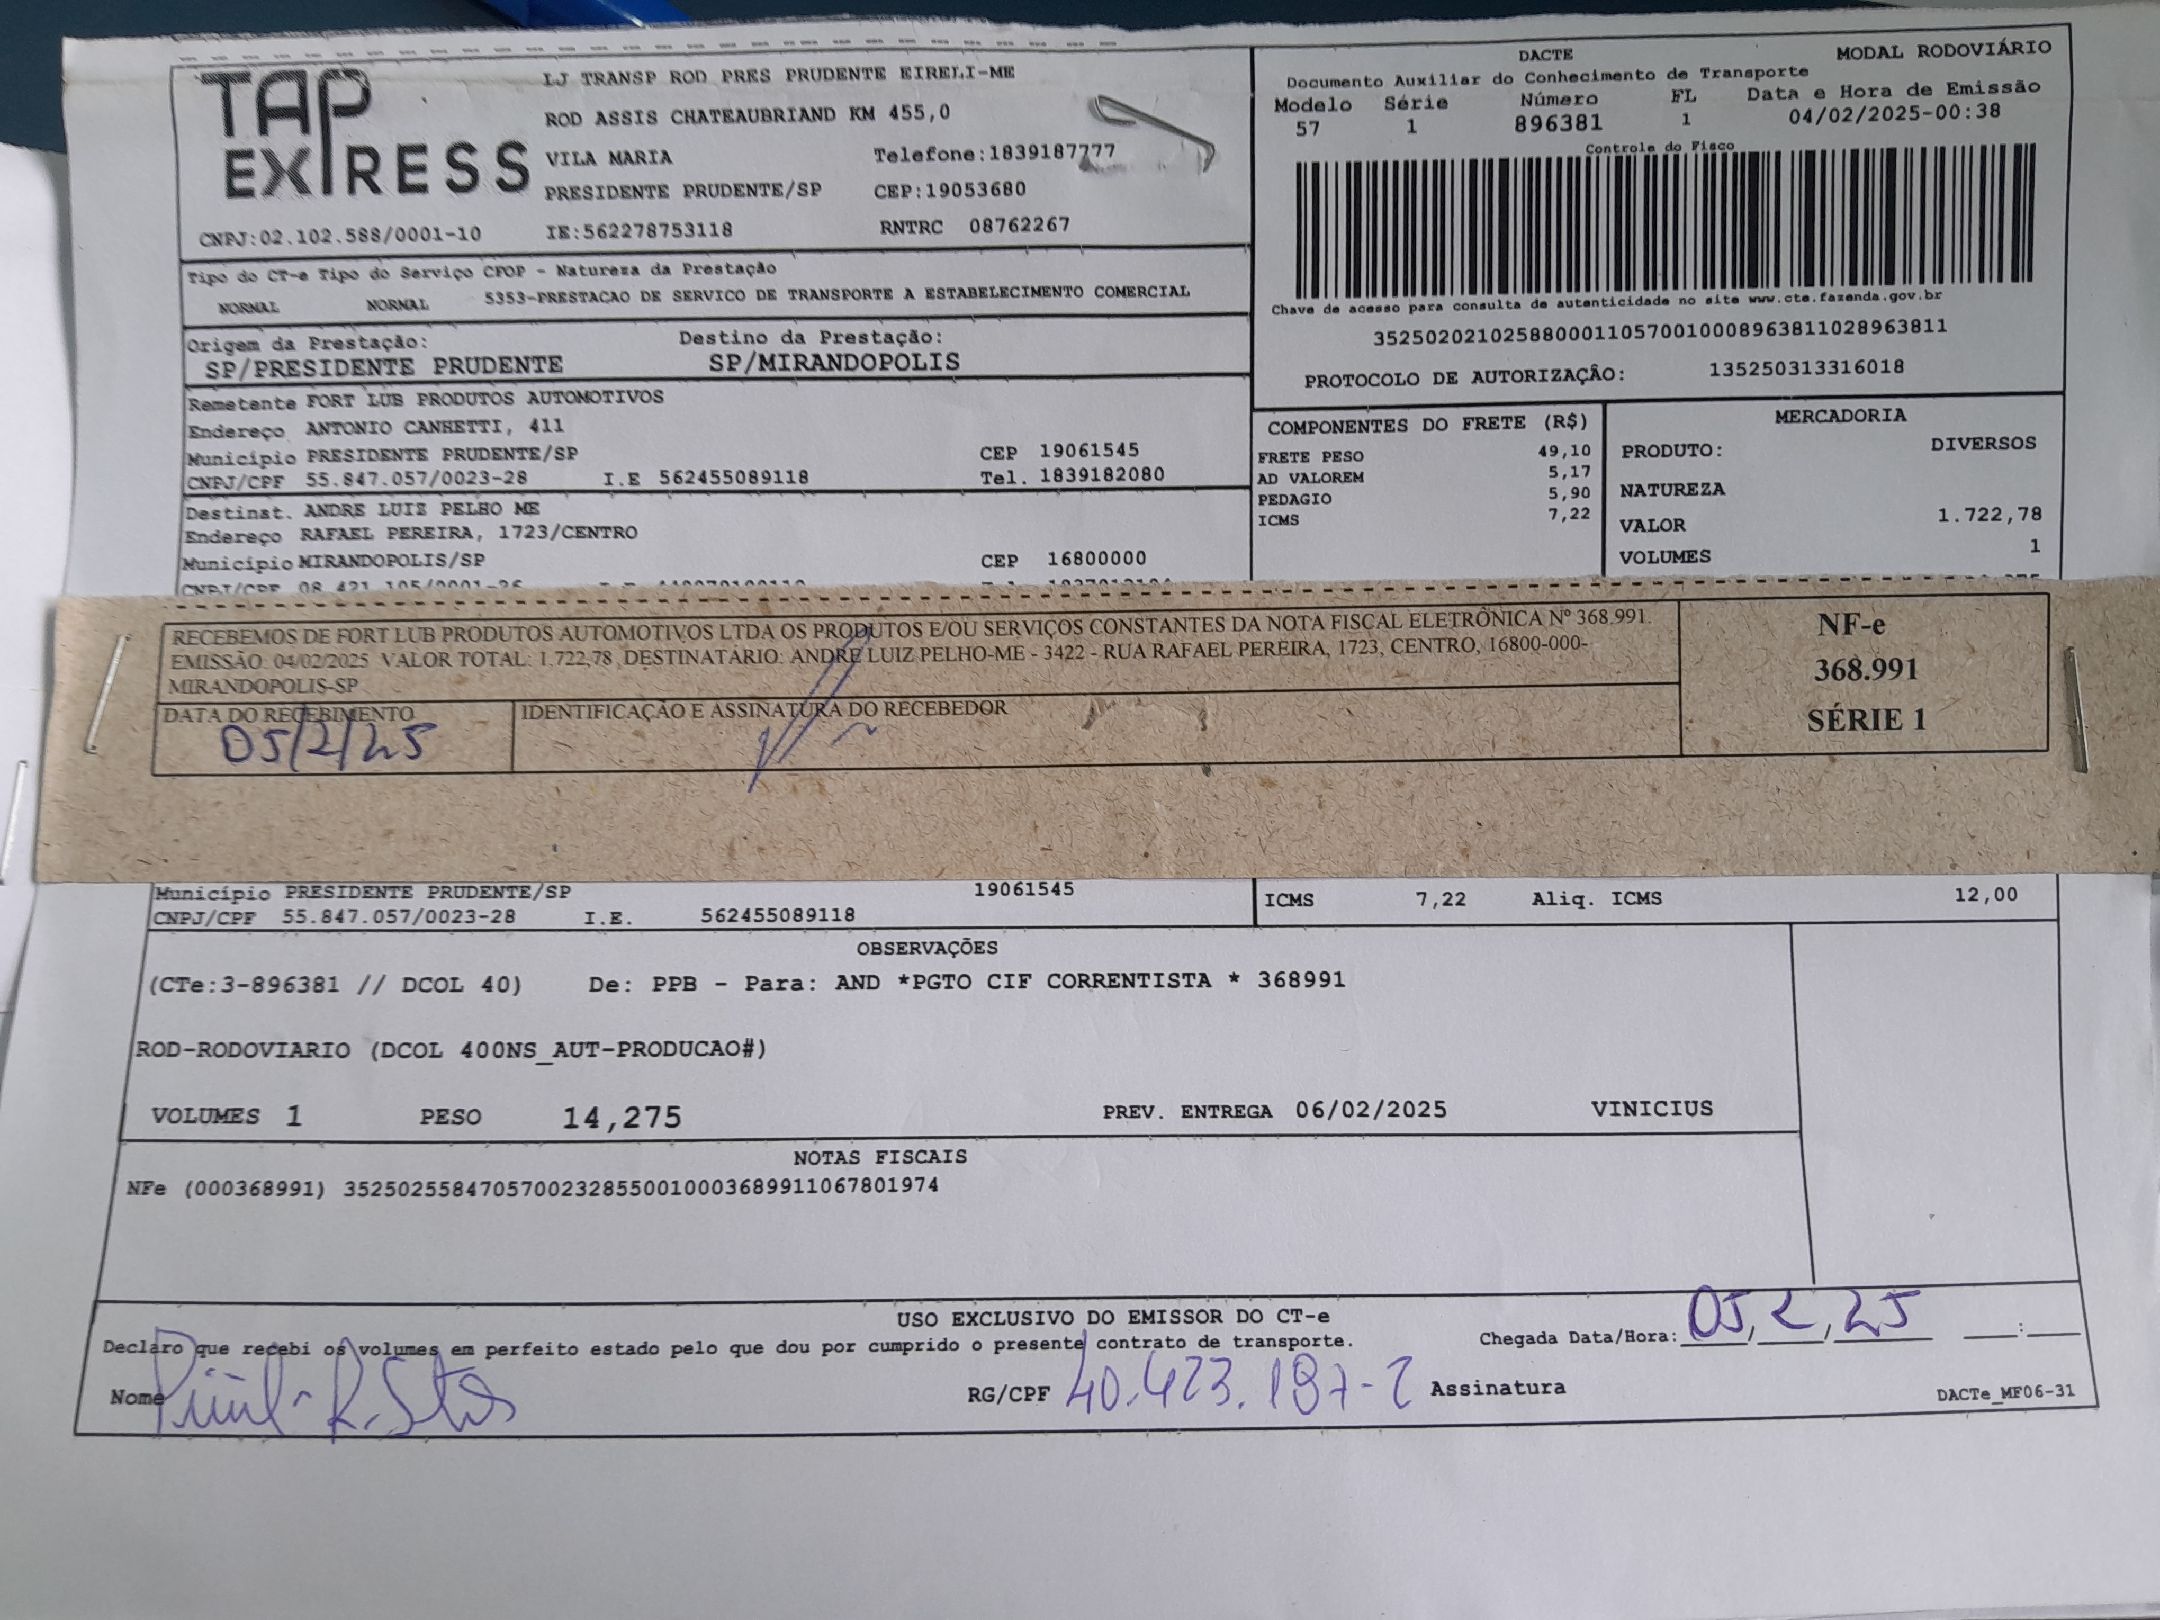 TAP EXPRESS
LJ TRANSP ROD PRES PRUDENTE EIRELI-ME
ROD ASSIS CHATEAUBRIAND KM 455,0
VILA MARIA Telefone:1839187777
PRESIDENTE PRUDENTE/SP CEP:19053680
CNPJ:02.102.588/0001-10 IE:562278753118 RNTRC 08762267
DACTE MODAL RODOVIÁRIO
Documento Auxiliar do Conhecimento de Transporte
Modelo Série Número FL Data e Hora de Emissão
57 1 896381 1 04/02/2025-00:38
Controle do Fisco
Chave de acesso para consulta de autenticidade no site www.cte.fazenda.gov.br
35250202102588000110570010008963811028963811
PROTOCOLO DE AUTORIZAÇÃO: 135250313316018
Tipo do CT-e Tipo do Serviço CFOP - Natureza da Prestação
NORMAL NORMAL 5353-PRESTACAO DE SERVICO DE TRANSPORTE A ESTABELECIMENTO COMERCIAL
Origem da Prestação: Destino da Prestação:
SP/PRESIDENTE PRUDENTE SP/MIRANDOPOLIS
Remetente FORT LUB PRODUTOS AUTOMOTIVOS
Endereço ANTONIO CANHETTI, 411
Município PRESIDENTE PRUDENTE/SP CEP 19061545
CNPJ/CPF 55.847.057/0023-28 I.E 562455089118 Tel. 1839182080
Destinat. ANDRE LUIZ PELHO ME
Endereço RAFAEL PEREIRA, 1723/CENTRO
Município MIRANDOPOLIS/SP CEP 16800000
CNPJ/CPF 08.421.105/0001-26
COMPONENTES DO FRETE (R$)
FRETE PESO 49,10
AD VALOREM 5,17
PEDAGIO 5,90
ICMS 7,22
MERCADORIA
PRODUTO: DIVERSOS
NATUREZA
VALOR 1.722,78
VOLUMES 1
RECEBEMOS DE FORT LUB PRODUTOS AUTOMOTIVOS LTDA OS PRODUTOS E/OU SERVIÇOS CONSTANTES DA NOTA FISCAL ELETRÔNICA Nº 368.991.
EMISSÃO: 04/02/2025 VALOR TOTAL: 1.722,78 DESTINATÁRIO: ANDRE LUIZ PELHO-ME - 3422 - RUA RAFAEL PEREIRA, 1723, CENTRO, 16800-000-
MIRANDOPOLIS-SP
DATA DO RECEBIMENTO IDENTIFICAÇÃO E ASSINATURA DO RECEBEDOR
05/2/25
NF-e
368.991
SÉRIE 1
Município PRESIDENTE PRUDENTE/SP 19061545
CNPJ/CPF 55.847.057/0023-28 I.E. 562455089118
ICMS 7,22 Aliq. ICMS 12,00
OBSERVAÇÕES
(CTe:3-896381 // DCOL 40) De: PPB - Para: AND *PGTO CIF CORRENTISTA * 368991
ROD-RODOVIARIO (DCOL 400NS_AUT-PRODUCAO#)
VOLUMES 1 PESO 14,275 PREV. ENTREGA 06/02/2025 VINICIUS
NOTAS FISCAIS
NFe (000368991) 35250255847057002328550010003689911067801974
USO EXCLUSIVO DO EMISSOR DO CT-e
Declaro que recebi os volumes em perfeito estado pelo que dou por cumprido o presente contrato de transporte. Chegada Data/Hora: 05/2/25 :
Nome RG/CPF Assinatura DACTe_MF06-31